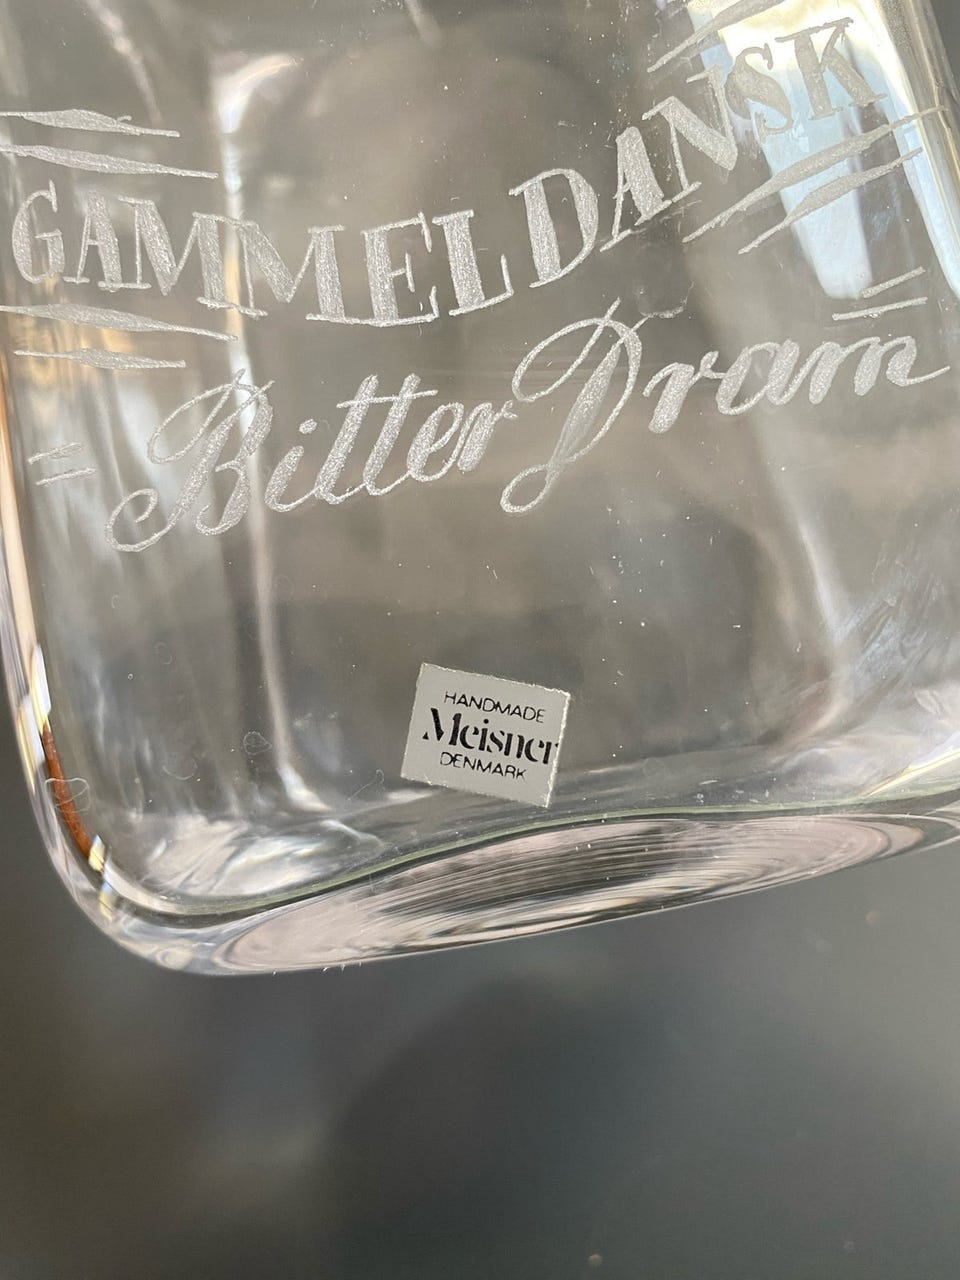 GAMMEL DANSK
Bitter Dram
HANDMADE
Meisner
DENMARK